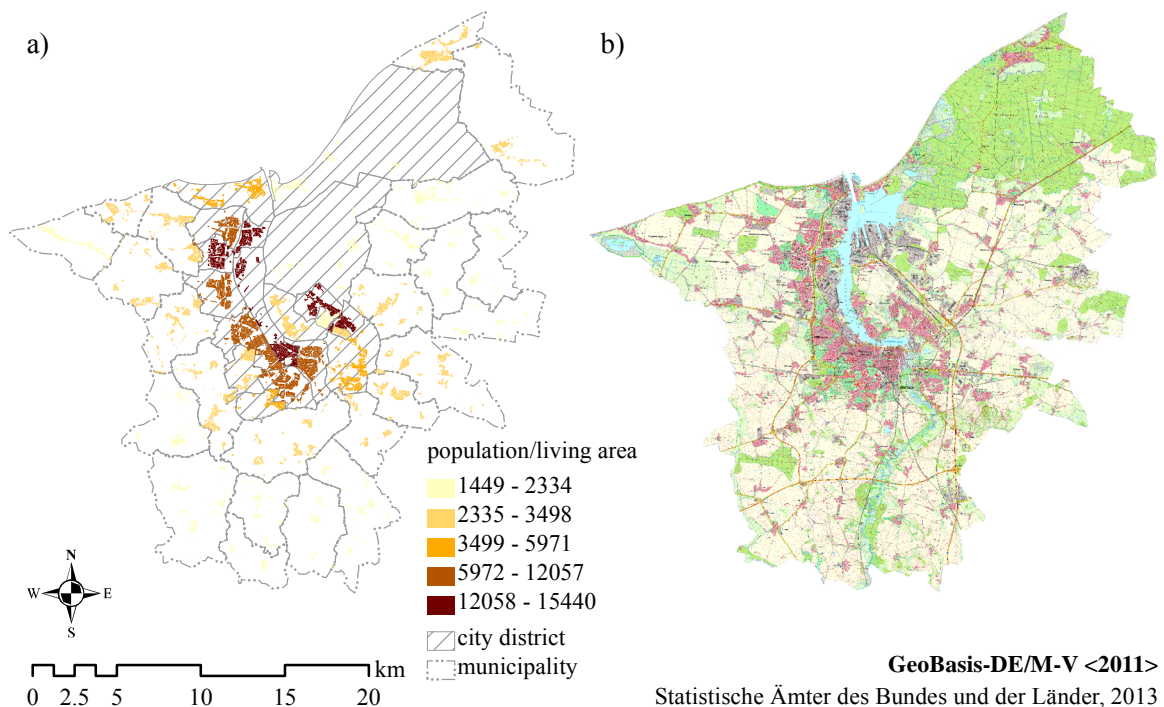 a)
b)
population/living area
1449 - 2334
2335 - 3498
3499 - 5971
5972 - 12057
12058 - 15440
city district
municipality
N
W E
S
km
0 2.5 5 10 15 20
GeoBasis-DE/M-V <2011>
Statistische Ämter des Bundes und der Länder, 2013